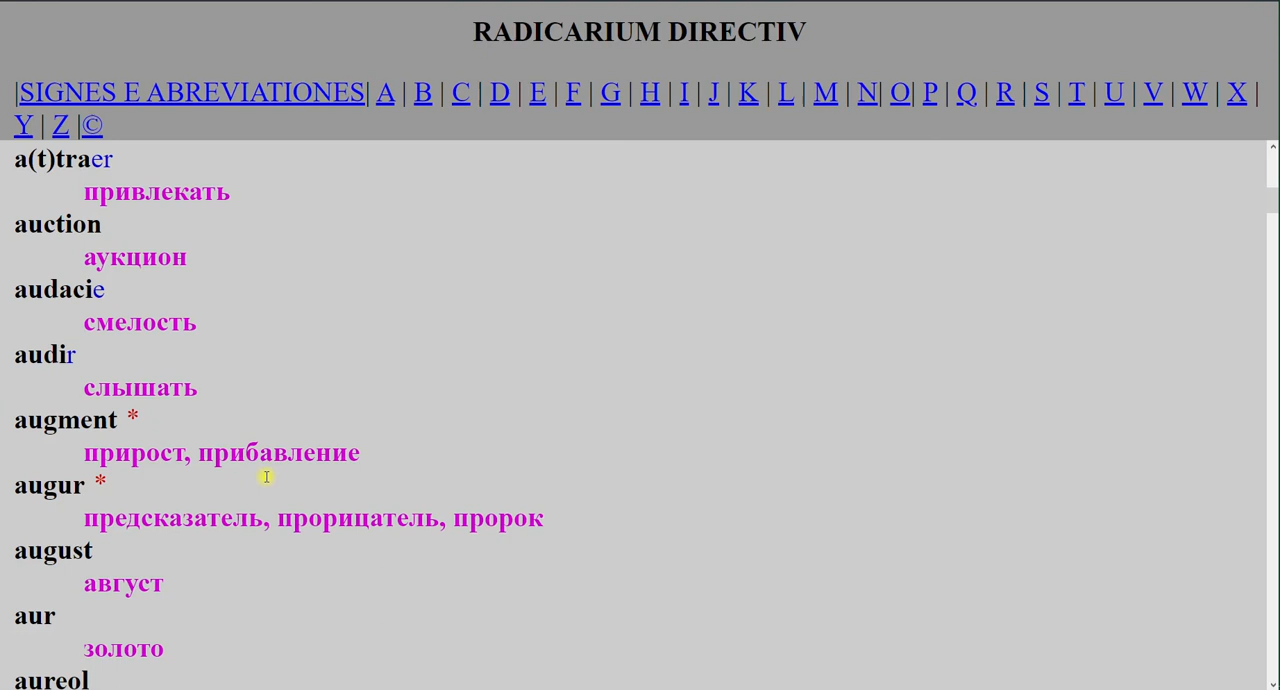 RADICARIUM DIRECTIV
|SIGNES E ABREVIATIONES| A | B | C | D | E | F | G | H | I | J | K | L | M | N| O| P | Q | R | S | T | U | V | W | X |
Y | Z |©
a(t)traer
привлекать
auction
аукцион
audacie
смелость
audir
слышать
augment *
прирост, прибавление
augur *
предсказатель, прорицатель, пророк
august
август
aur
золото
aureol